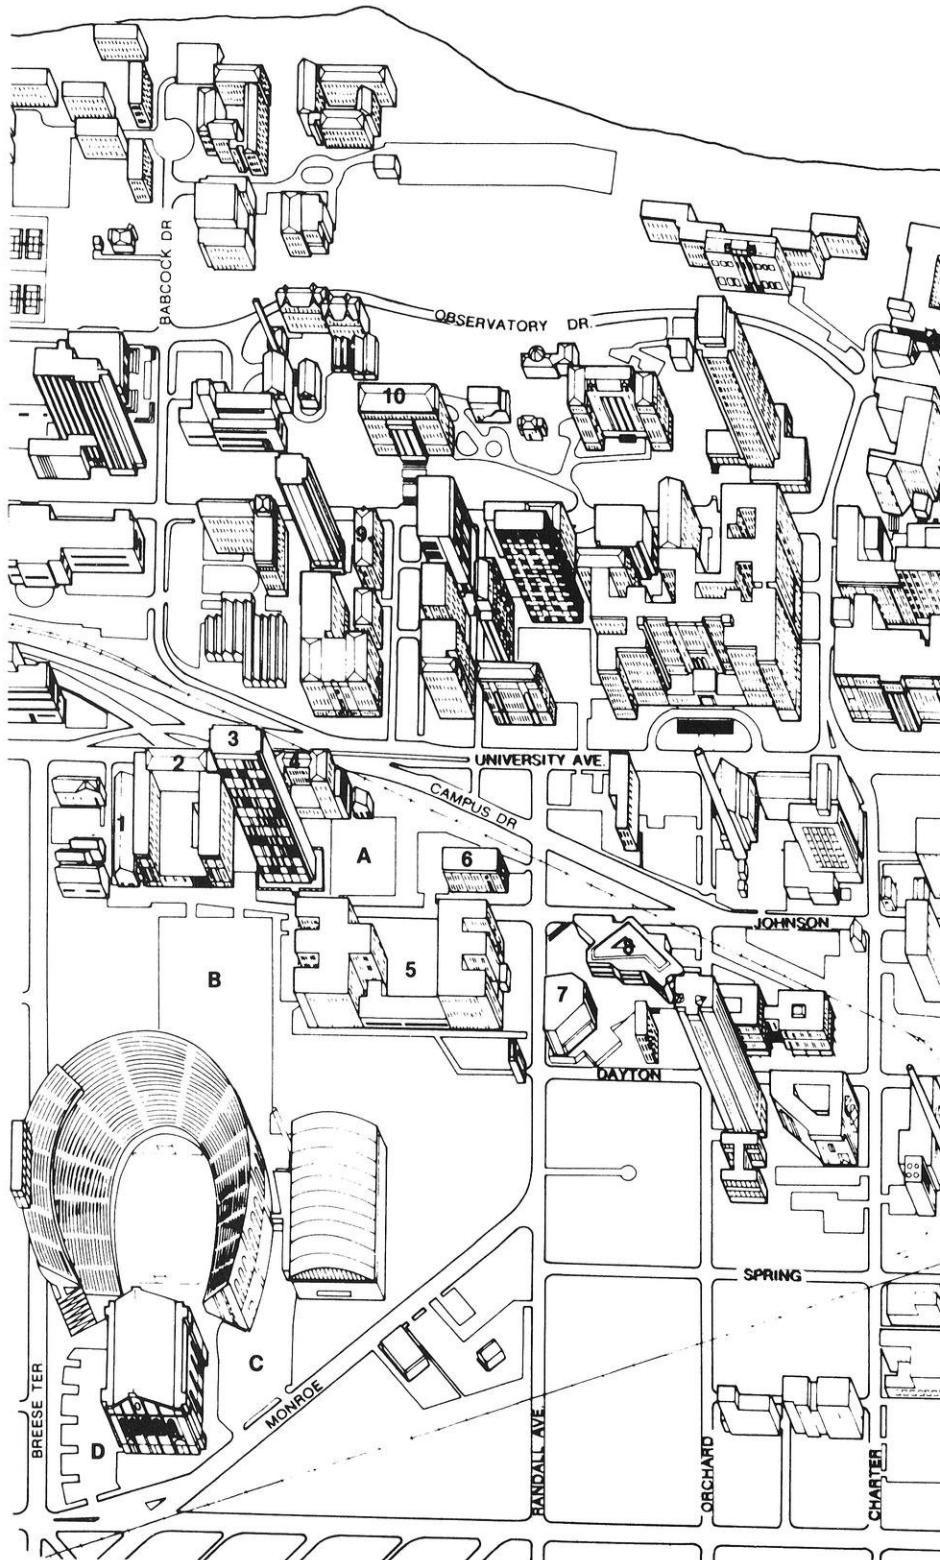 BABCOCK DR
OBSERVATORY DR.
10
9
3
2
4
UNIVERSITY AVE.
1
CAMPUS DR
A
6
JOHNSON
8
B
5
7
DAYTON
SPRING
C
MONROE
BREESE TER
D
RANDALL AVE.
ORCHARD
CHARTER